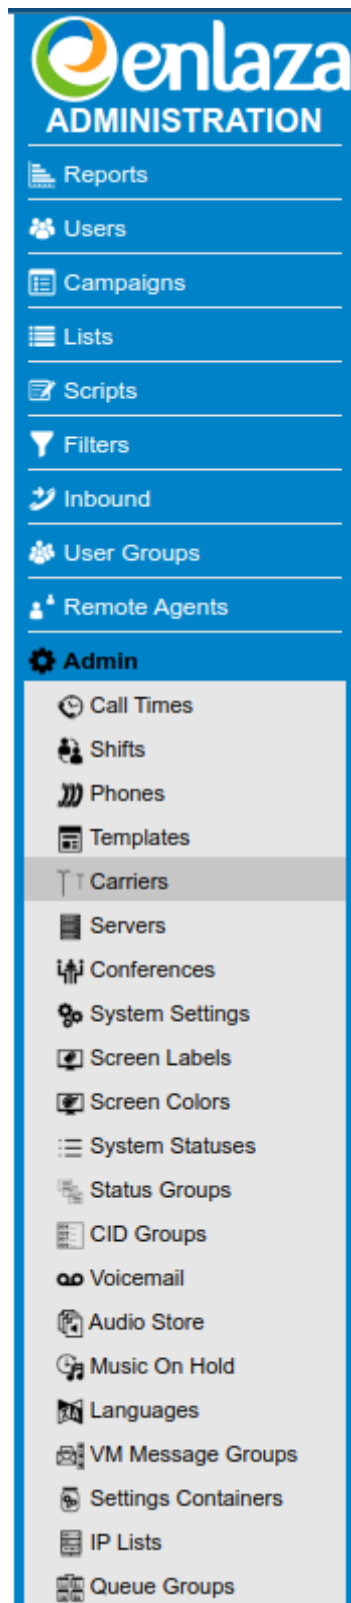 enlaza
ADMINISTRATION
Reports
Users
Campaigns
Lists
Scripts
Filters
Inbound
User Groups
Remote Agents
Admin
Call Times
Shifts
Phones
Templates
Carriers
Servers
Conferences
System Settings
Screen Labels
Screen Colors
System Statuses
Status Groups
CID Groups
Voicemail
Audio Store
Music On Hold
Languages
VM Message Groups
Settings Containers
IP Lists
Queue Groups